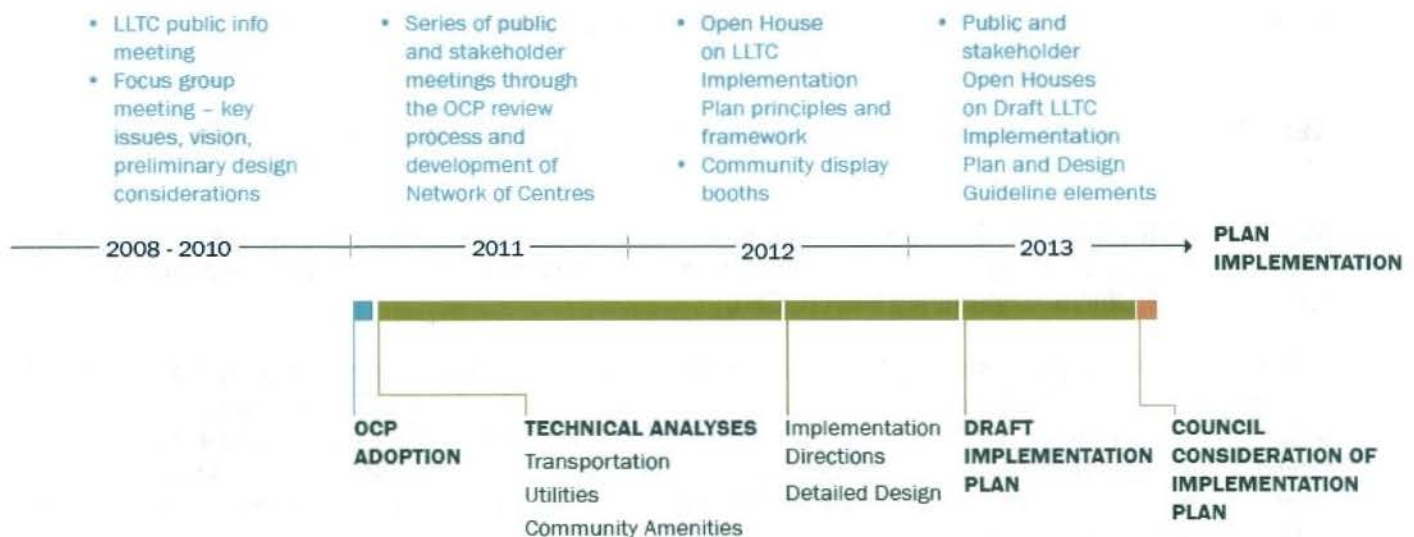 • LLTC public info
meeting
• Focus group
meeting – key
issues, vision,
preliminary design
considerations
• Series of public
and stakeholder
meetings through
the OCP review
process and
development of
Network of Centres
• Open House
on LLTC
Implementation
Plan principles and
framework
• Community display
booths
• Public and
stakeholder
Open Houses
on Draft LLTC
Implementation
Plan and Design
Guideline elements
2008 - 2010
2011
2012
2013
PLAN
IMPLEMENTATION
OCP
ADOPTION
TECHNICAL ANALYSES
Transportation
Utilities
Community Amenities
Implementation
Directions
Detailed Design
DRAFT
IMPLEMENTATION
PLAN
COUNCIL
CONSIDERATION OF
IMPLEMENTATION
PLAN